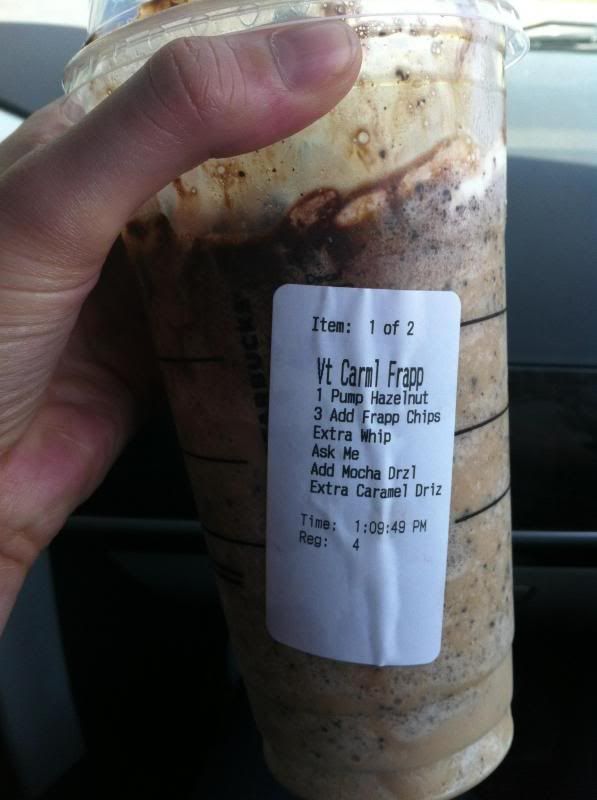 Item: 1 of 2
Vt Carml Frapp
1 Pump Hazelnut
3 Add Frapp Chips
Extra Whip
Ask Me
Add Mocha Drzl
Extra Caramel Driz
Time: 1:09:49 PM
Reg: 4